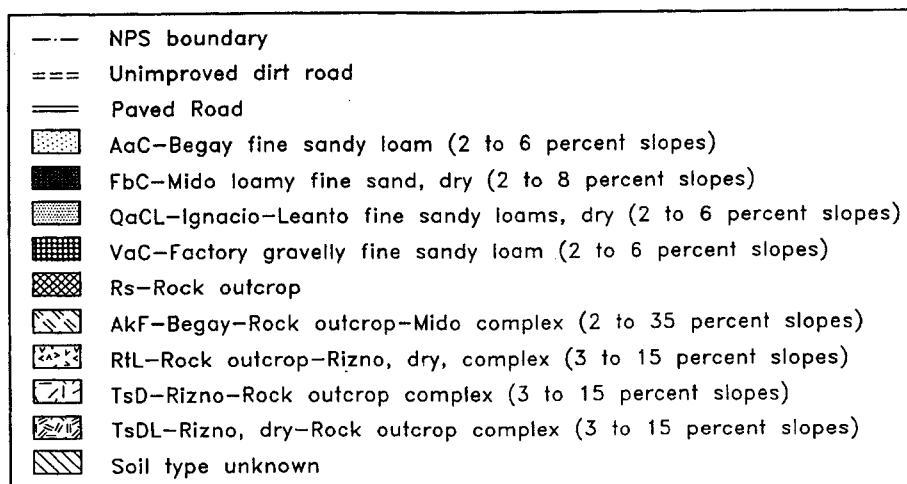 NPS boundary
Unimproved dirt road
Paved Road
AaC-Begay fine sandy loam (2 to 6 percent slopes)
FbC-Mido loamy fine sand, dry (2 to 8 percent slopes)
QaCL-Ignacio-Leanto fine sandy loams, dry (2 to 6 percent slopes)
VaC-Factory gravelly fine sandy loam (2 to 6 percent slopes)
Rs-Rock outcrop
AkF-Begay-Rock outcrop-Mido complex (2 to 35 percent slopes)
RtL-Rock outcrop-Rizno, dry, complex (3 to 15 percent slopes)
TsD-Rizno-Rock outcrop complex (3 to 15 percent slopes)
TsDL-Rizno, dry-Rock outcrop complex (3 to 15 percent slopes)
Soil type unknown